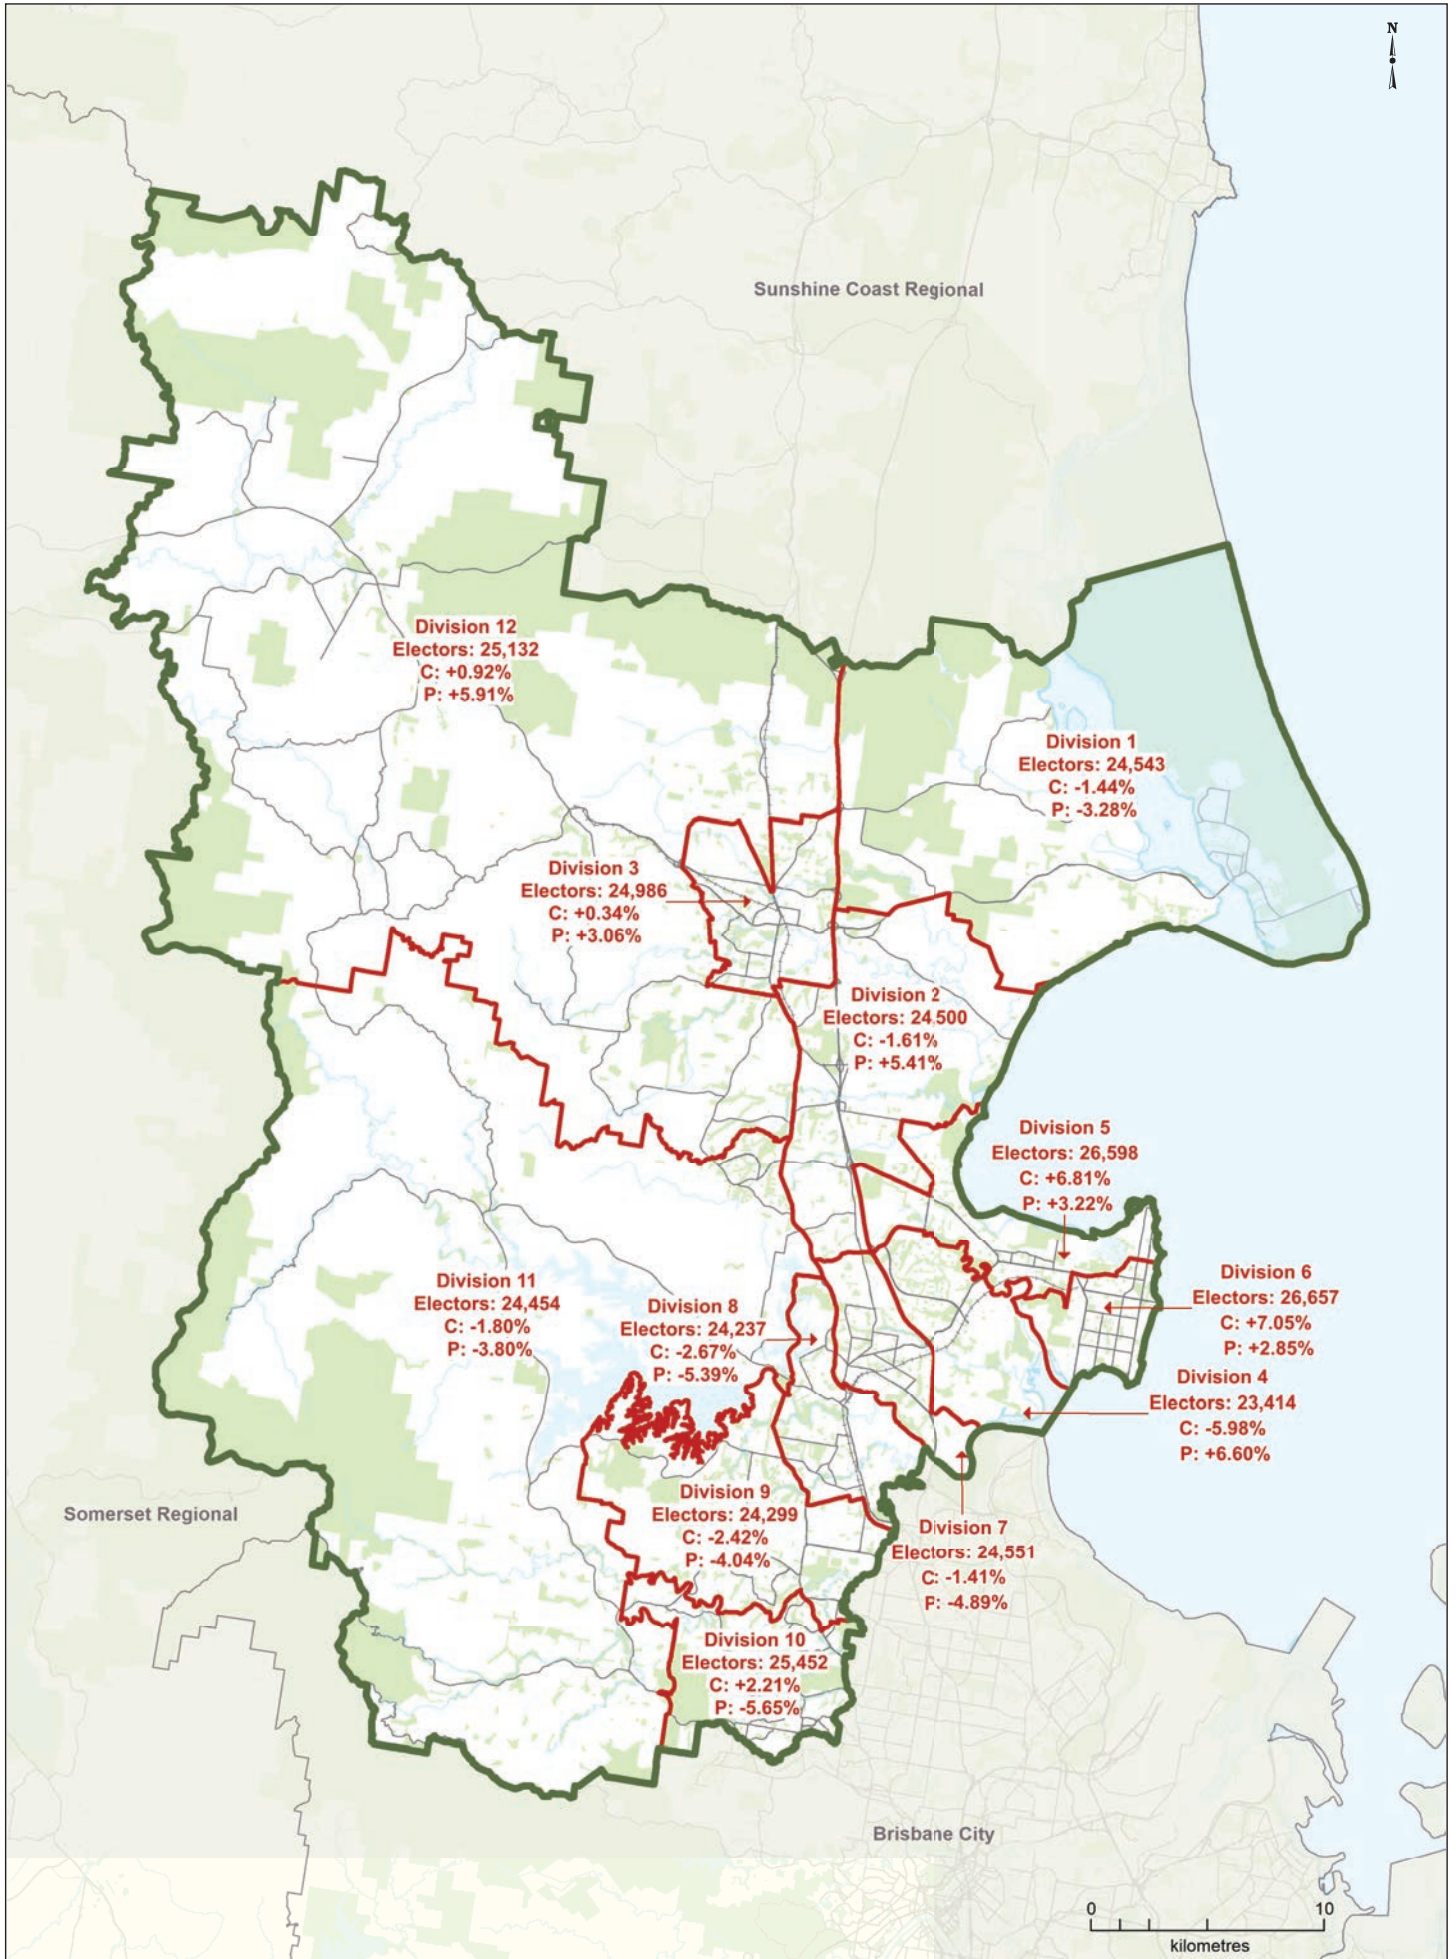 N
Sunshine Coast Regional
Division 12
Electors: 25,132
C: +0.92%
P: +5.91%
Division 1
Electors: 24,543
C: -1.44%
P: -3.28%
Division 3
Electors: 24,986
C: +0.34%
P: +3.06%
Division 2
Electors: 24,500
C: -1.61%
P: +5.41%
Division 5
Electors: 26,598
C: +6.81%
P: +3.22%
Division 6
Electors: 26,657
C: +7.05%
P: +2.85%
Division 11
Electors: 24,454
C: -1.80%
P: -3.80%
Division 8
Electors: 24,237
C: -2.67%
P: -5.39%
Division 4
Electors: 23,414
C: -5.98%
P: +6.60%
Somerset Regional
Division 9
Electors: 24,299
C: -2.42%
P: -4.04%
Division 7
Electors: 24,551
C: -1.41%
P: -4.89%
Division 10
Electors: 25,452
C: +2.21%
P: -5.65%
Brisbane City
0 10
kilometres